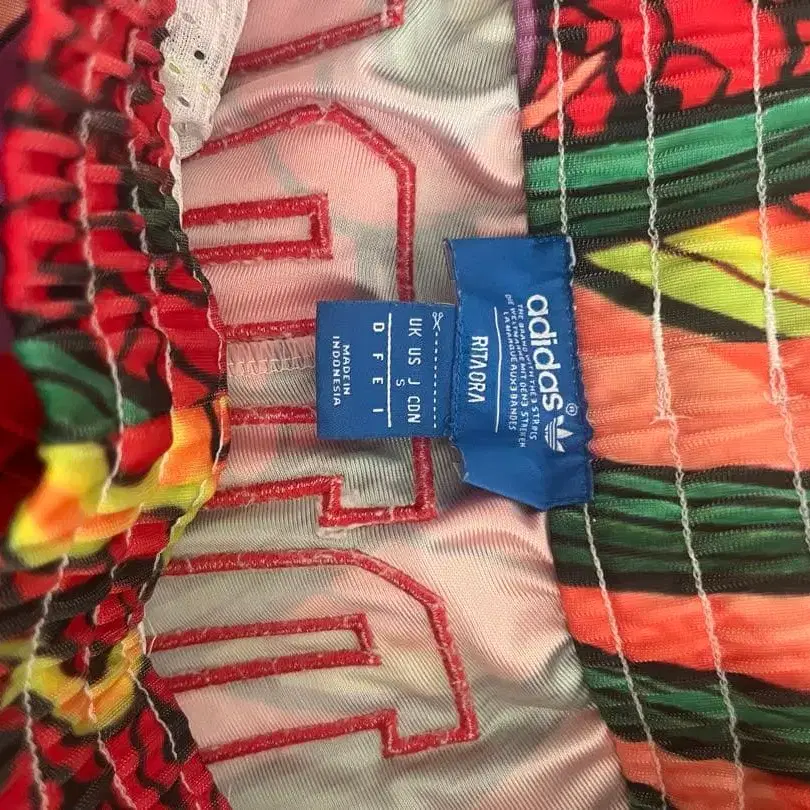 adidas®
THE BRAND WITH THE 3 STRIPES
DIE WELTMARKE MIT DEN 3 STREIFEN
LA MARQUE AUX 3 BANDES
RITA ORA
UK US J CDN
S
D F E I
MADE IN
INDONESIA